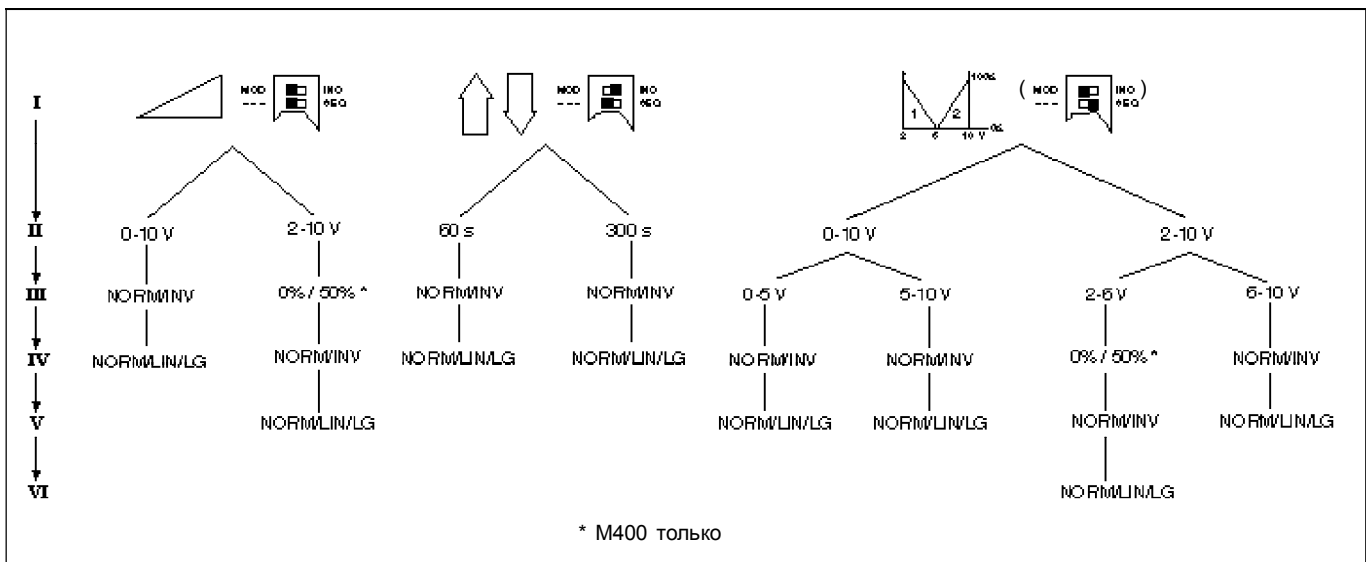 I MOD INC --- SEQ MOD INC --- SEQ 100% 1 2 0% 2 6 10 V ( MOD INC --- SEQ )
II 0-10 V 2-10 V 60 s 300 s 0-10 V 2-10 V
III NORM/INV 0% / 50% * NORM/INV NORM/INV 0-5 V 5-10 V 2-6 V 6-10 V
IV NORM/LIN/LG NORM/INV NORM/LIN/LG NORM/LIN/LG NORM/INV NORM/INV 0% / 50% * NORM/INV
V NORM/LIN/LG NORM/LIN/LG NORM/LIN/LG NORM/INV NORM/LIN/LG
VI NORM/LIN/LG
* M400 только